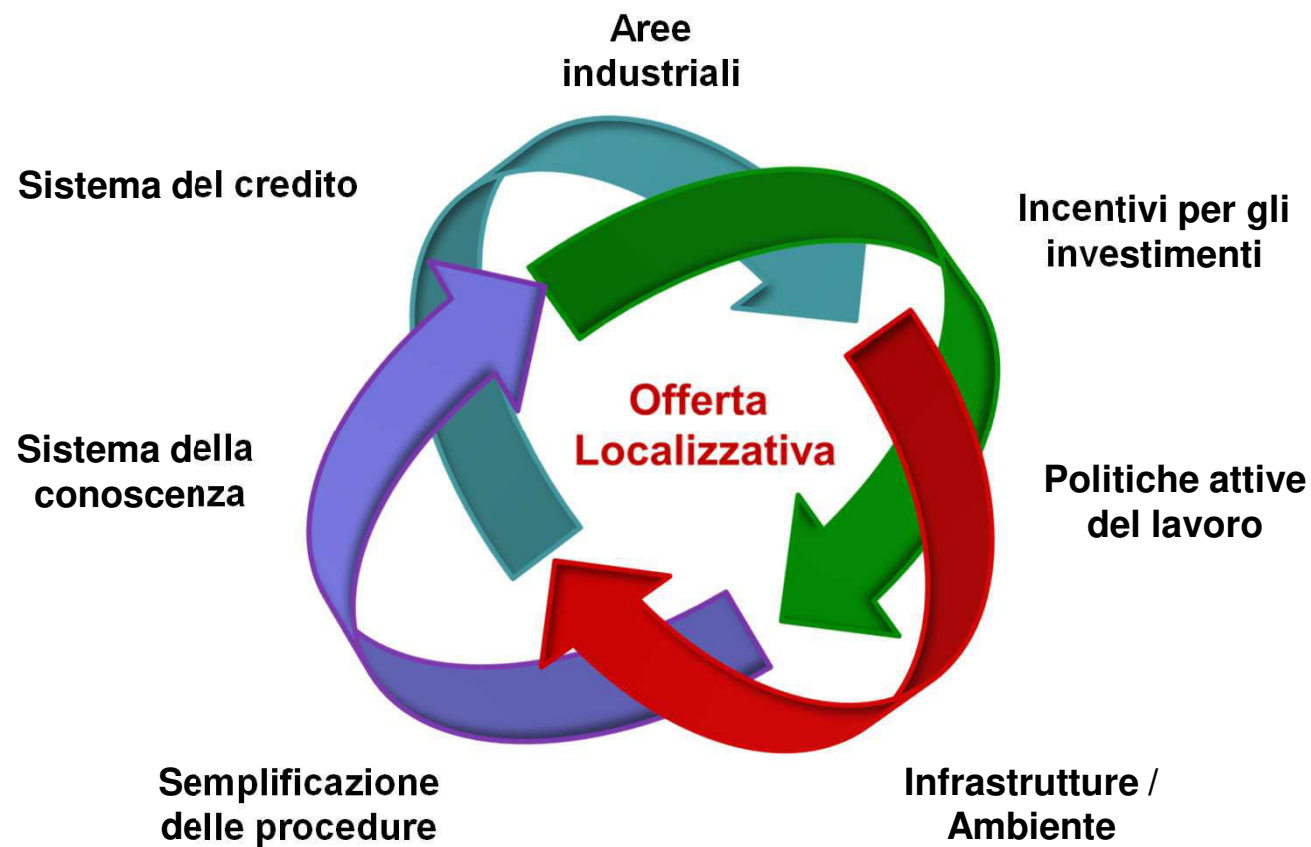 Aree
industriali
Sistema del credito
Incentivi per gli
investimenti
Offerta
Localizzativa
Sistema della
conoscenza
Politiche attive
del lavoro
Semplificazione
delle procedure
Infrastrutture /
Ambiente